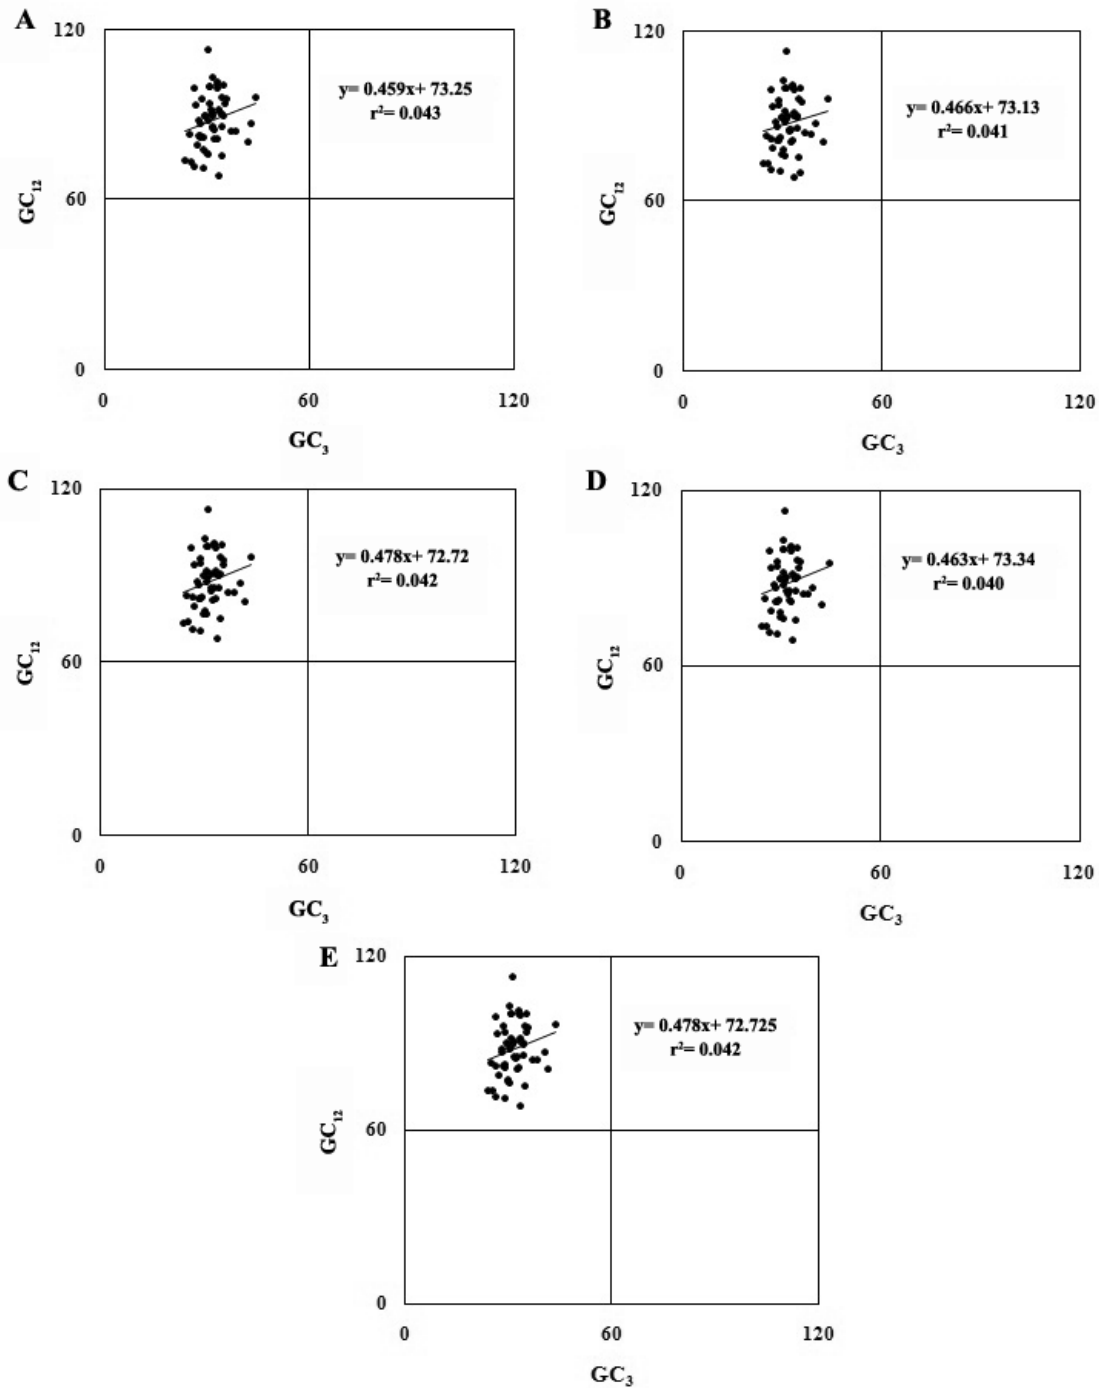 A
120
y= 0.459x+ 73.25
r²= 0.043
GC₁₂
60
0
0 60 120
GC₃
B
120
y= 0.466x+ 73.13
r²= 0.041
GC₁₂
60
0
0 60 120
GC₃
C
120
y= 0.478x+ 72.72
r²= 0.042
GC₁₂
60
0
0 60 120
GC₃
D
120
y= 0.463x+ 73.34
r²= 0.040
GC₁₂
60
0
0 60 120
GC₃
E
120
y= 0.478x+ 72.725
r²= 0.042
GC₁₂
60
0
0 60 120
GC₃